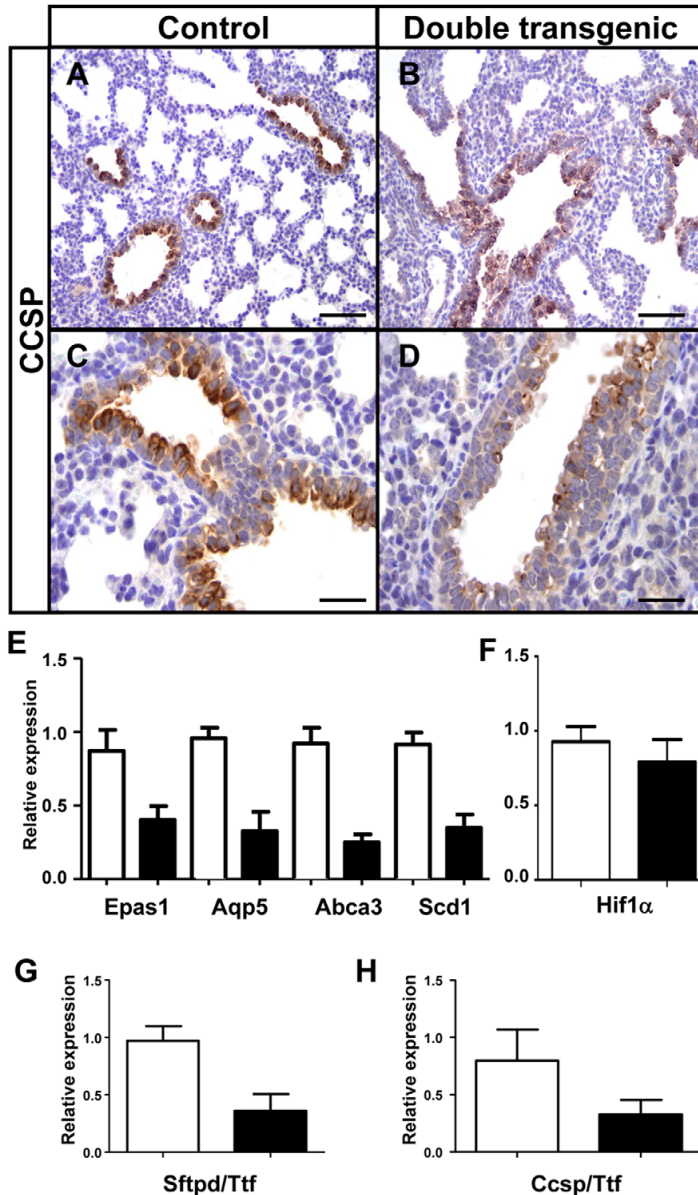 Control
Double transgenic
CCSP
A
B
C
D
E
Relative expression
1.5
1.0
0.5
0.0
Epas1 Aqp5 Abca3 Scd1
F
1.5
1.0
0.5
0.0
Hif1α
G
Relative expression
1.5
1.0
0.5
0.0
Sftpd/Ttf
H
Relative expression
1.5
1.0
0.5
0.0
Ccsp/Ttf